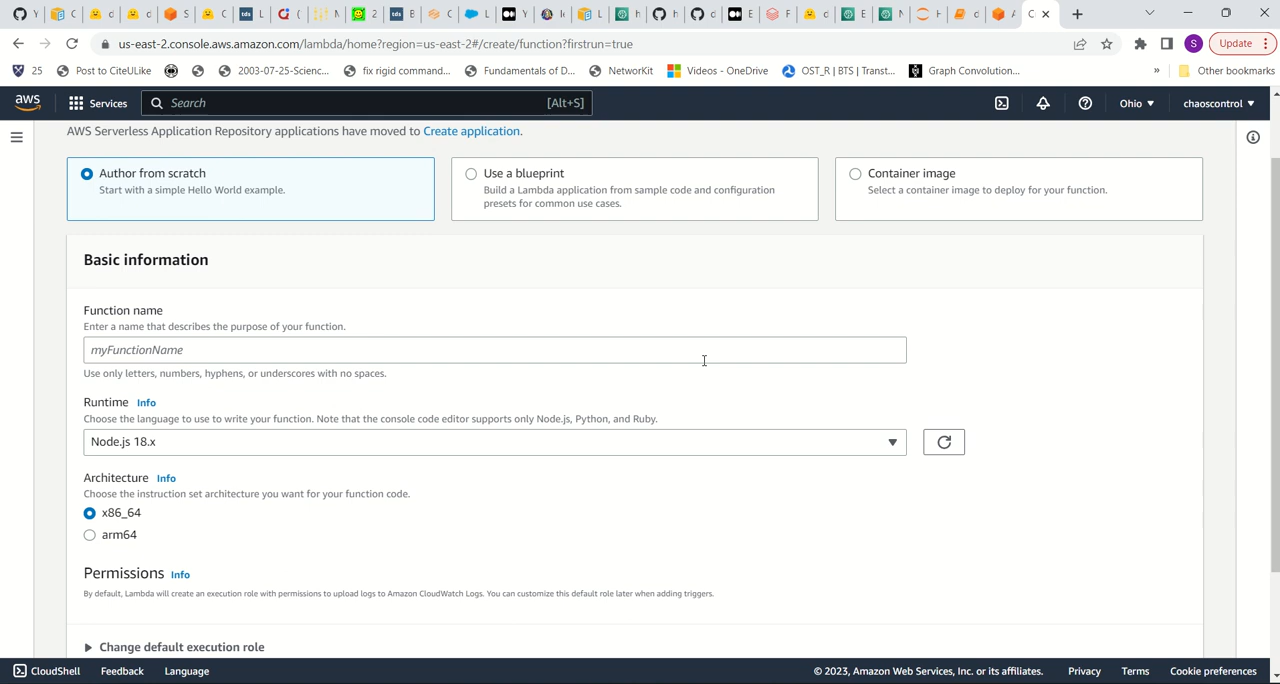 us-east-2.console.aws.amazon.com/lambda/home?region=us-east-2#/create/function?firstrun=true
Update
25 Post to CiteULike 2003-07-25-Scienc... fix rigid command... Fundamentals of D... NetworKit Videos - OneDrive OST_R | BTS | Transt... Graph Convolution... » Other bookmarks
aws Services Search [Alt+S] Ohio chaoscontrol
AWS Serverless Application Repository applications have moved to Create application.
Author from scratch
Start with a simple Hello World example.
Use a blueprint
Build a Lambda application from sample code and configuration
presets for common use cases.
Container image
Select a container image to deploy for your function.
Basic information
Function name
Enter a name that describes the purpose of your function.
myFunctionName
Use only letters, numbers, hyphens, or underscores with no spaces.
Runtime Info
Choose the language to use to write your function. Note that the console code editor supports only Node.js, Python, and Ruby.
Node.js 18.x
Architecture Info
Choose the instruction set architecture you want for your function code.
x86_64
arm64
Permissions Info
By default, Lambda will create an execution role with permissions to upload logs to Amazon CloudWatch Logs. You can customize this default role later when adding triggers.
Change default execution role
CloudShell Feedback Language © 2023, Amazon Web Services, Inc. or its affiliates. Privacy Terms Cookie preferences